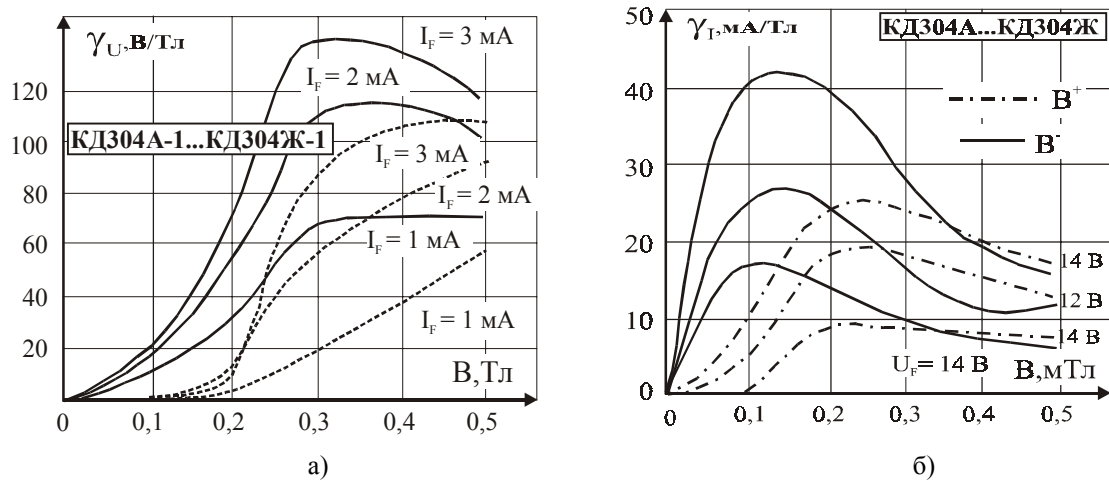 γU,В/Тл
IF = 3 мА
IF = 2 мА
120
100
80
60
40
20
КД304А-1...КД304Ж-1
IF = 3 мА
IF = 2 мА
IF = 1 мА
IF = 1 мА
В,Тл
0
0,1
0,2
0,3
0,4
0,5
а)
50
γI,мА/Тл
КД304А...КД304Ж
40
30
20
10
0
В+
В-
14 В
12 В
14 В
UF= 14 В
В,мТл
0
0,1
0,2
0,3
0,4
0,5
б)